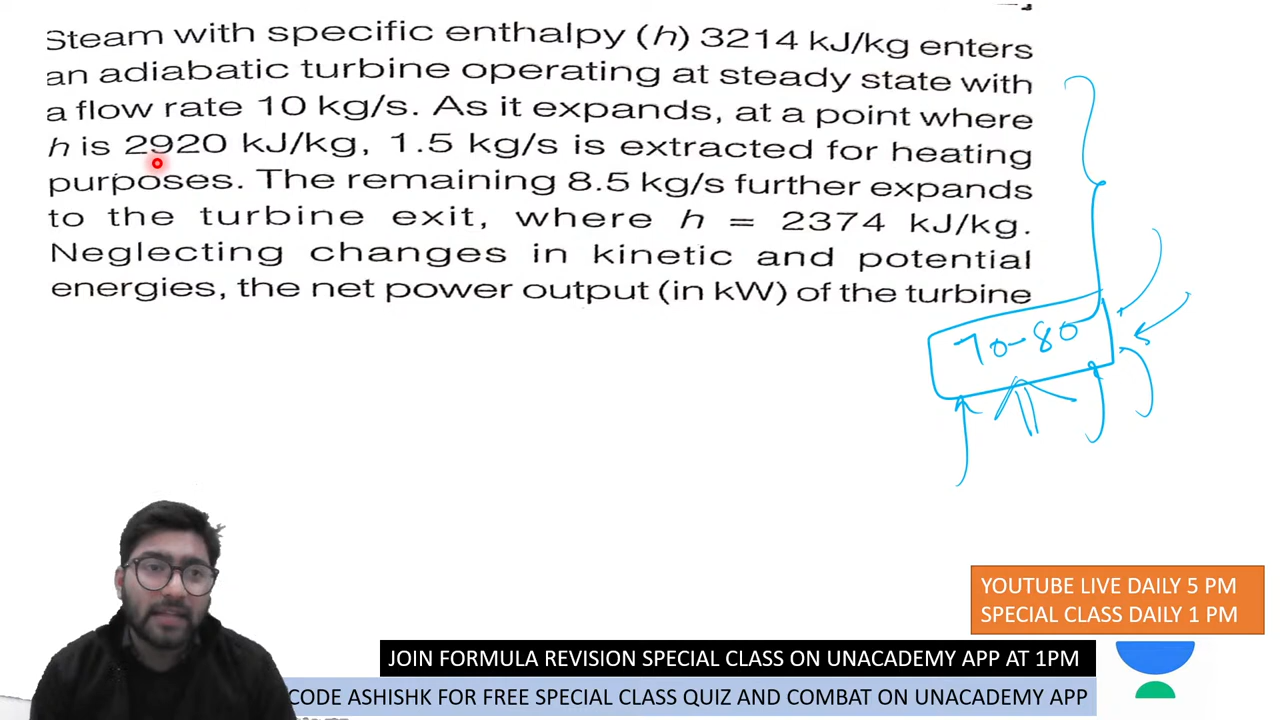 Steam with specific enthalpy (h) 3214 kJ/kg enters
an adiabatic turbine operating at steady state with
a flow rate 10 kg/s. As it expands, at a point where
h is 2920 kJ/kg, 1.5 kg/s is extracted for heating
purposes. The remaining 8.5 kg/s further expands
to the turbine exit, where h = 2374 kJ/kg.
Neglecting changes in kinetic and potential
energies, the net power output (in kW) of the turbine
70-80
YOUTUBE LIVE DAILY 5 PM
SPECIAL CLASS DAILY 1 PM
JOIN FORMULA REVISION SPECIAL CLASS ON UNACADEMY APP AT 1PM
CODE ASHISHK FOR FREE SPECIAL CLASS QUIZ AND COMBAT ON UNACADEMY APP